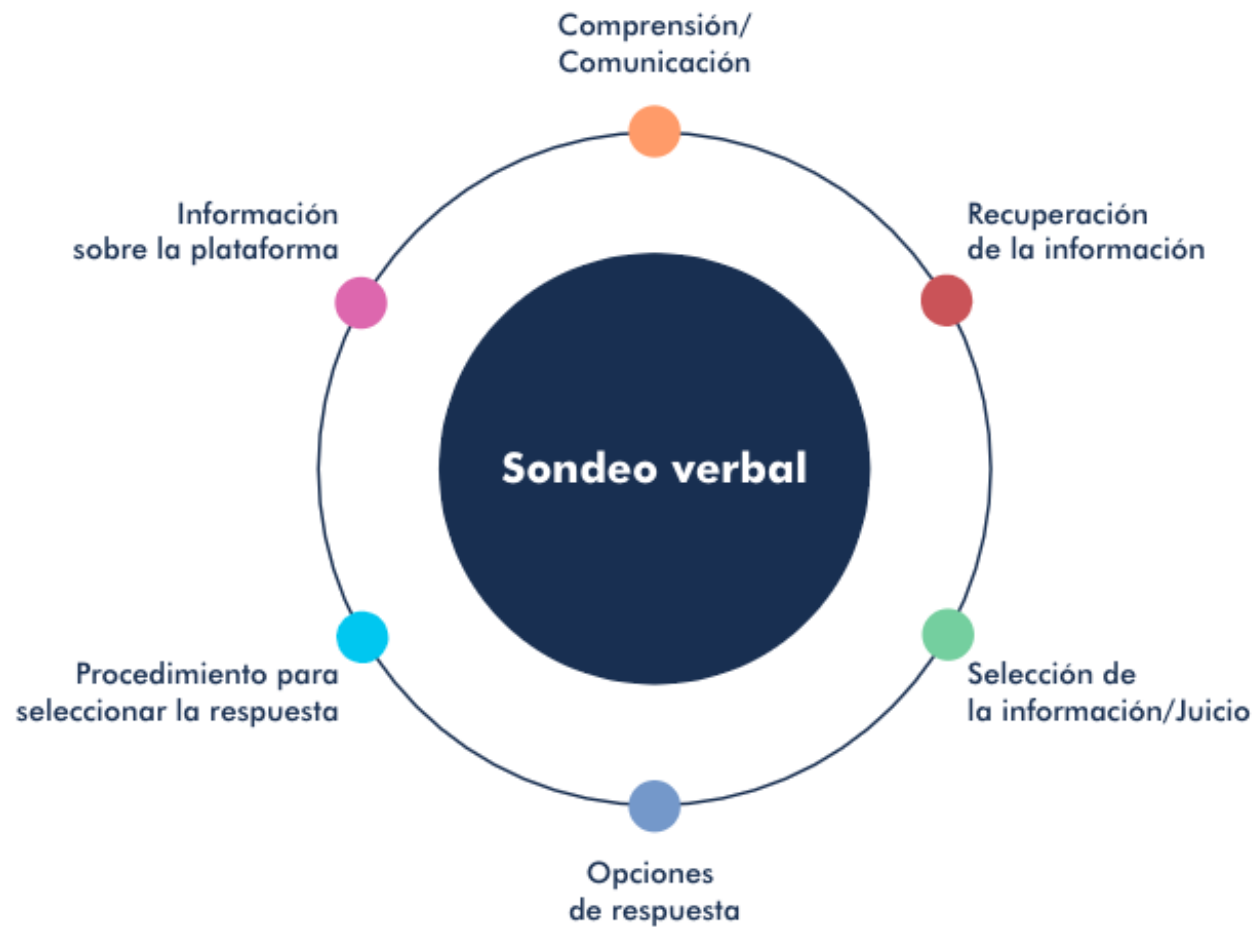 Comprensión/
Comunicación
Recuperación
de la información
Selección de
la información/Juicio
Opciones
de respuesta
Procedimiento para
seleccionar la respuesta
Información
sobre la plataforma
Sondeo verbal